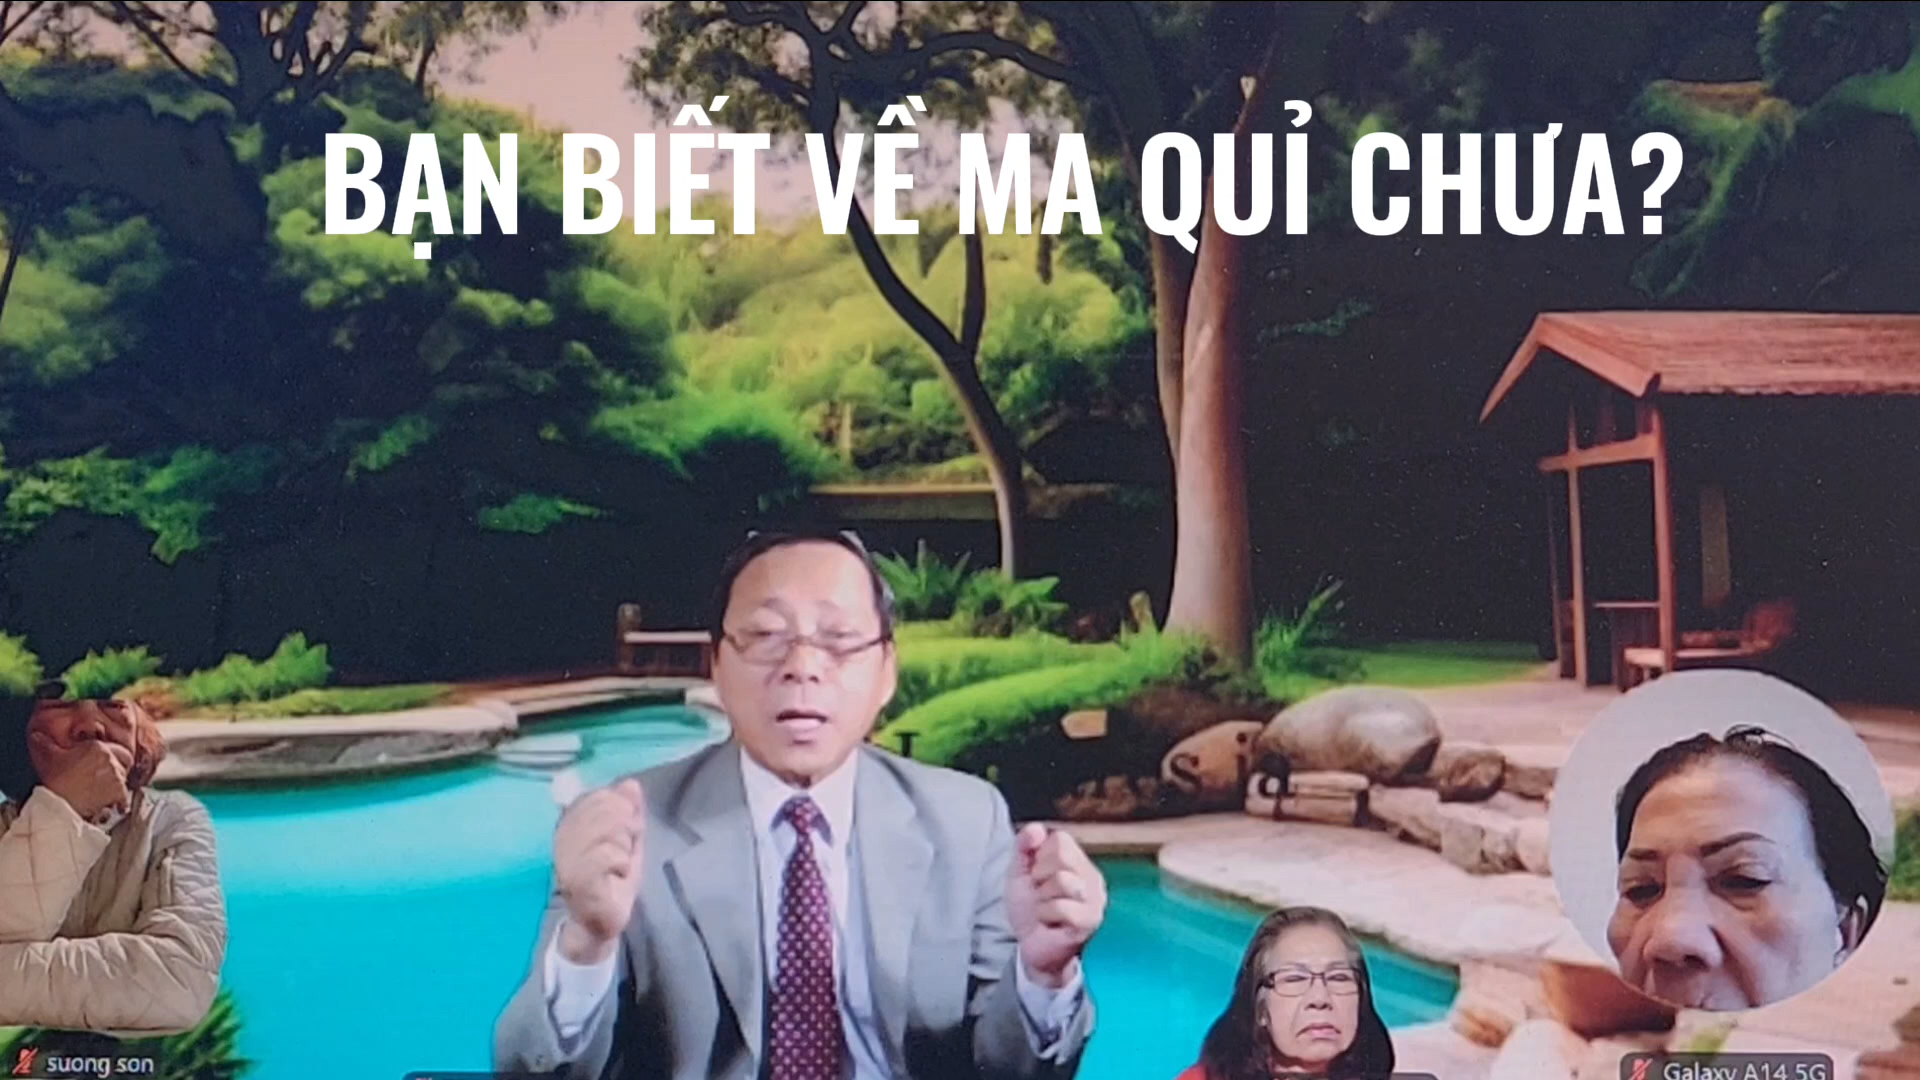 BẠN BIẾT VỀ MA QUỈ CHƯA?
suong son
Galaxy A14 5G